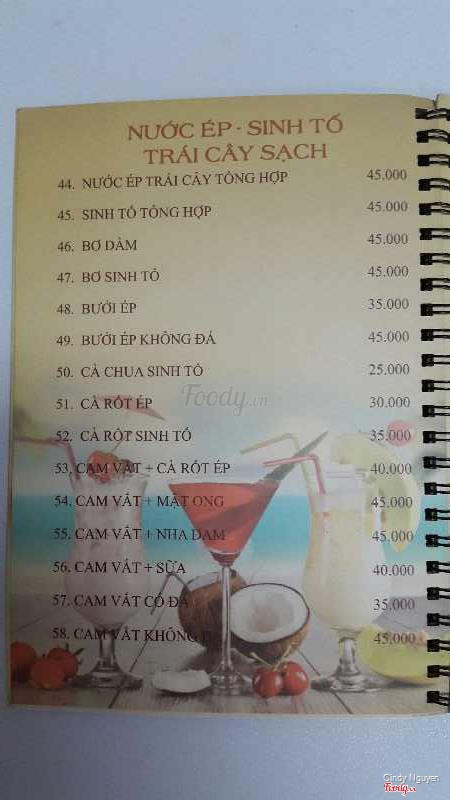 NƯỚC ÉP - SINH TỐ
TRÁI CÂY SẠCH
44. NƯỚC ÉP TRÁI CÂY TỔNG HỢP 45.000
45. SINH TỐ TỔNG HỢP 45.000
46. BƠ DẦM 45.000
47. BƠ SINH TỐ 45.000
48. BƯỞI ÉP 35.000
49. BƯỞI ÉP KHÔNG ĐÁ 45.000
50. CÀ CHUA SINH TỐ 25.000
Foody.vn
51. CÀ RỐT ÉP 30.000
52. CÀ RỐT SINH TỐ 35.000
53. CAM VẮT + CÀ RỐT ÉP 40.000
54. CAM VẮT + MẬT ONG 45.000
55. CAM VẮT + NHA ĐAM 45.000
56. CAM VẮT + SỮA 40.000
57. CAM VẮT CÓ ĐÁ 35.000
58. CAM VẮT KHÔNG 45.000
Cindy Nguyen
Foody.vn